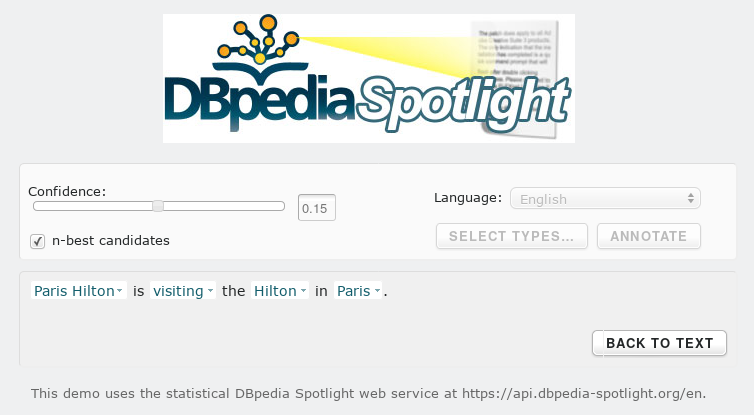 DBpedia Spotlight
Confidence:
0.15
Language:
English
n-best candidates
SELECT TYPES...
ANNOTATE
Paris Hilton is visiting the Hilton in Paris .
BACK TO TEXT
This demo uses the statistical DBpedia Spotlight web service at https://api.dbpedia-spotlight.org/en.